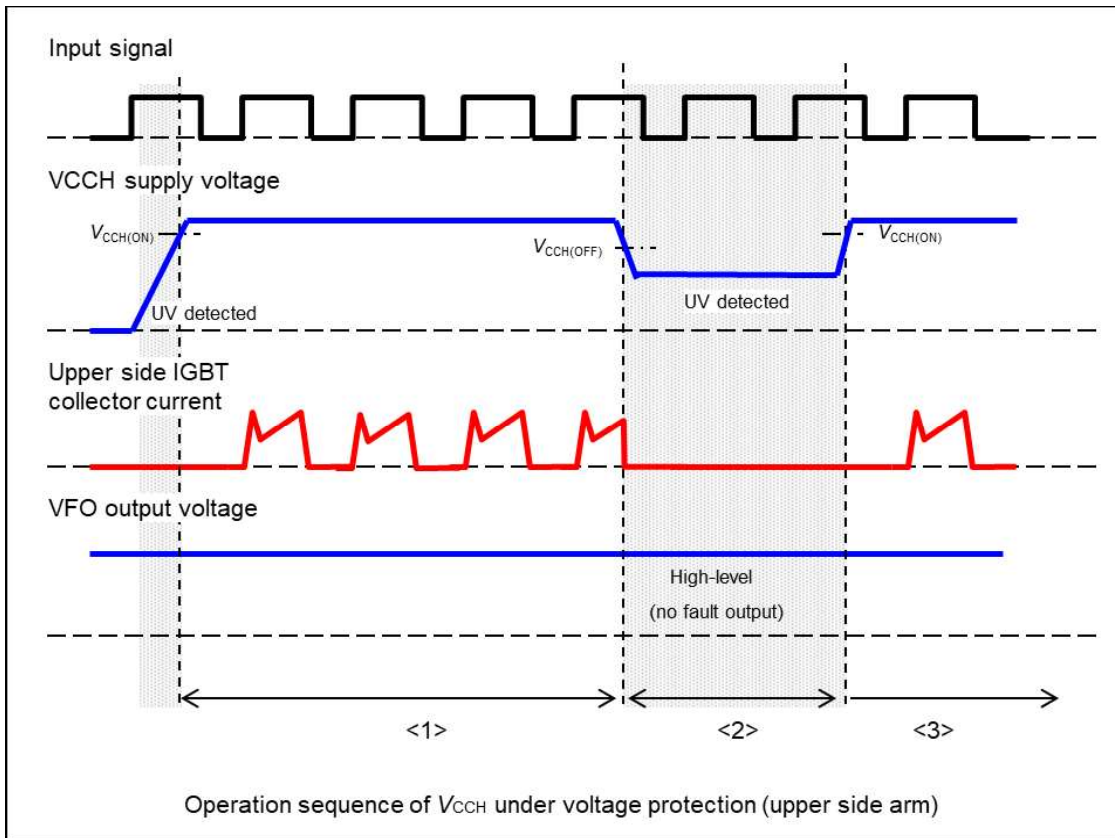 Input signal
VCCH supply voltage
VCCH(ON)
VCCH(OFF)
VCCH(ON)
UV detected
UV detected
Upper side IGBT
collector current
VFO output voltage
High-level
(no fault output)
<1>
<2>
<3>
Operation sequence of VCCH under voltage protection (upper side arm)